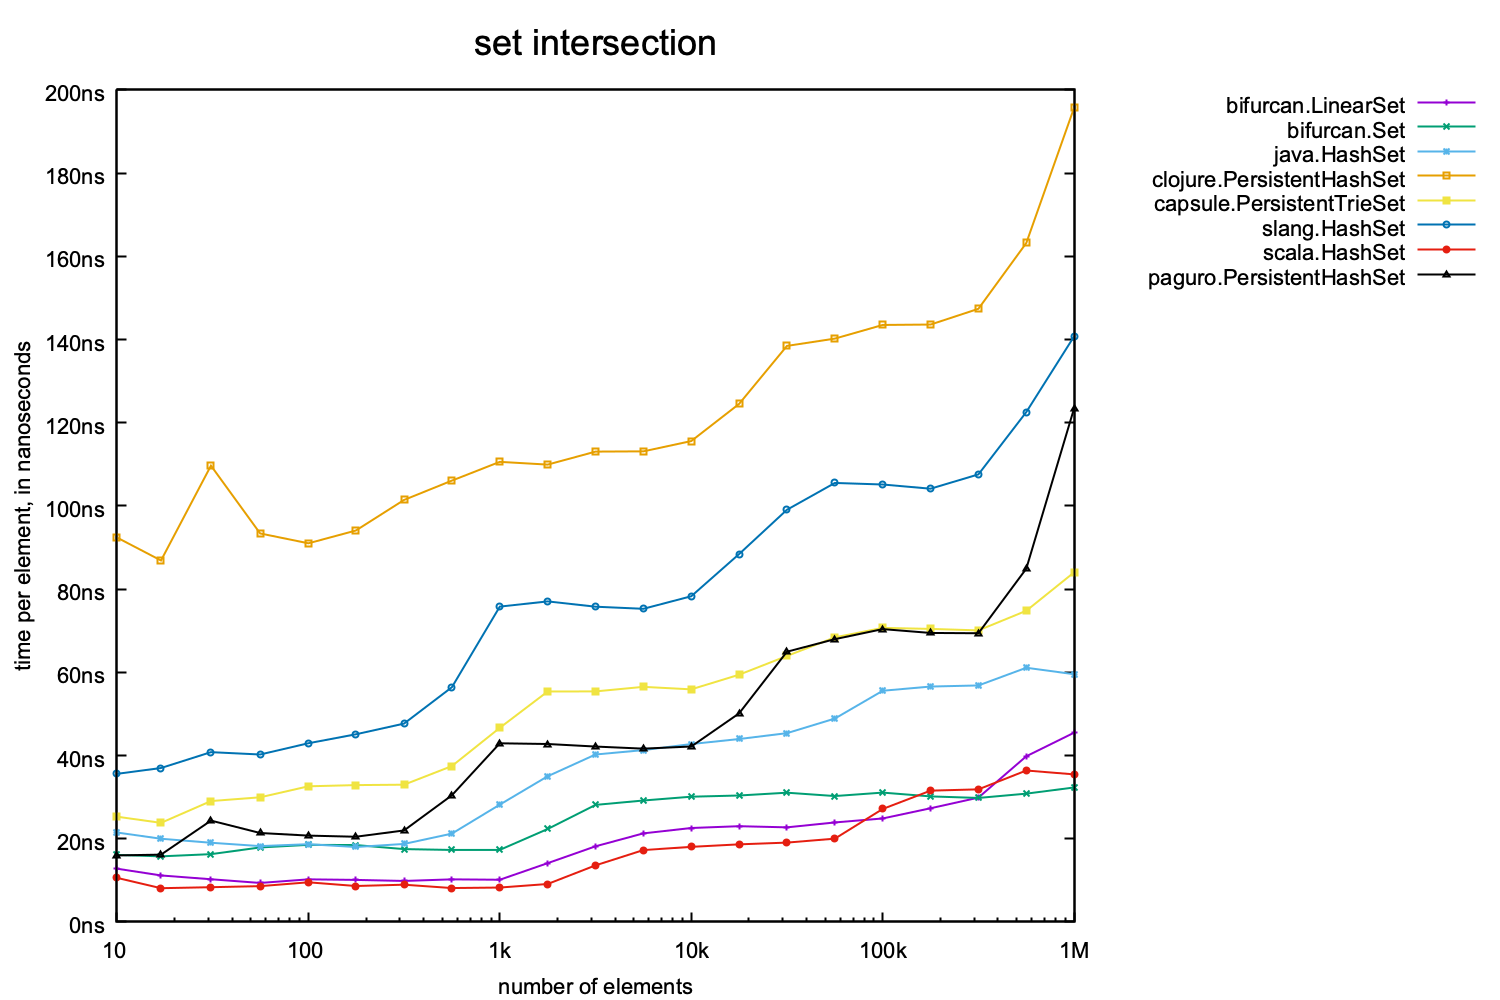 set intersection
200ns
180ns
160ns
140ns
120ns
100ns
80ns
60ns
40ns
20ns
0ns
time per element, in nanoseconds
10
100
1k
10k
100k
1M
number of elements
bifurcan.LinearSet
bifurcan.Set
java.HashSet
clojure.PersistentHashSet
capsule.PersistentTrieSet
slang.HashSet
scala.HashSet
paguro.PersistentHashSet